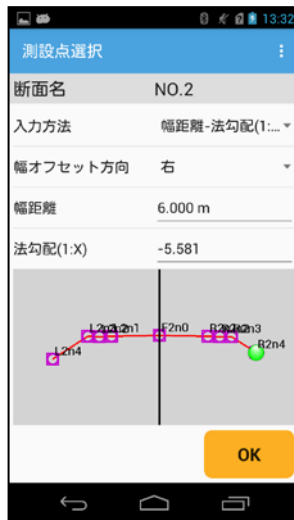 13:32
測設点選択
断面名 NO.2
入力方法 幅距離-法勾配(1:...
幅オフセット方向 右
幅距離 6.000 m
法勾配(1:X) -5.581
L2n4 F2n0 R2n4
OK